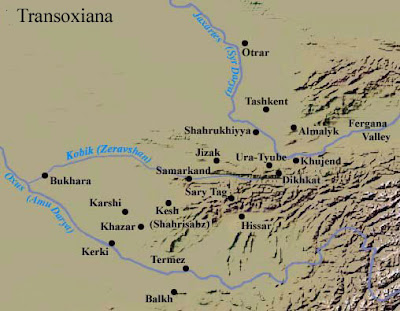 Transoxiana
Jaxartes (Syr Darya)
Otrar
Tashkent
Shahrukhiyya
Almalyk
Fergana
Valley
Jizak
Ura-Tyube
Khujend
Kohik (Zeravshan)
Samarkand
Dikhkat
Bukhara
Oxus (Amu Darya)
Sary Tag
Karshi
Kesh
(Shahrisabz)
Khazar
Hissar
Kerki
Termez
Balkh